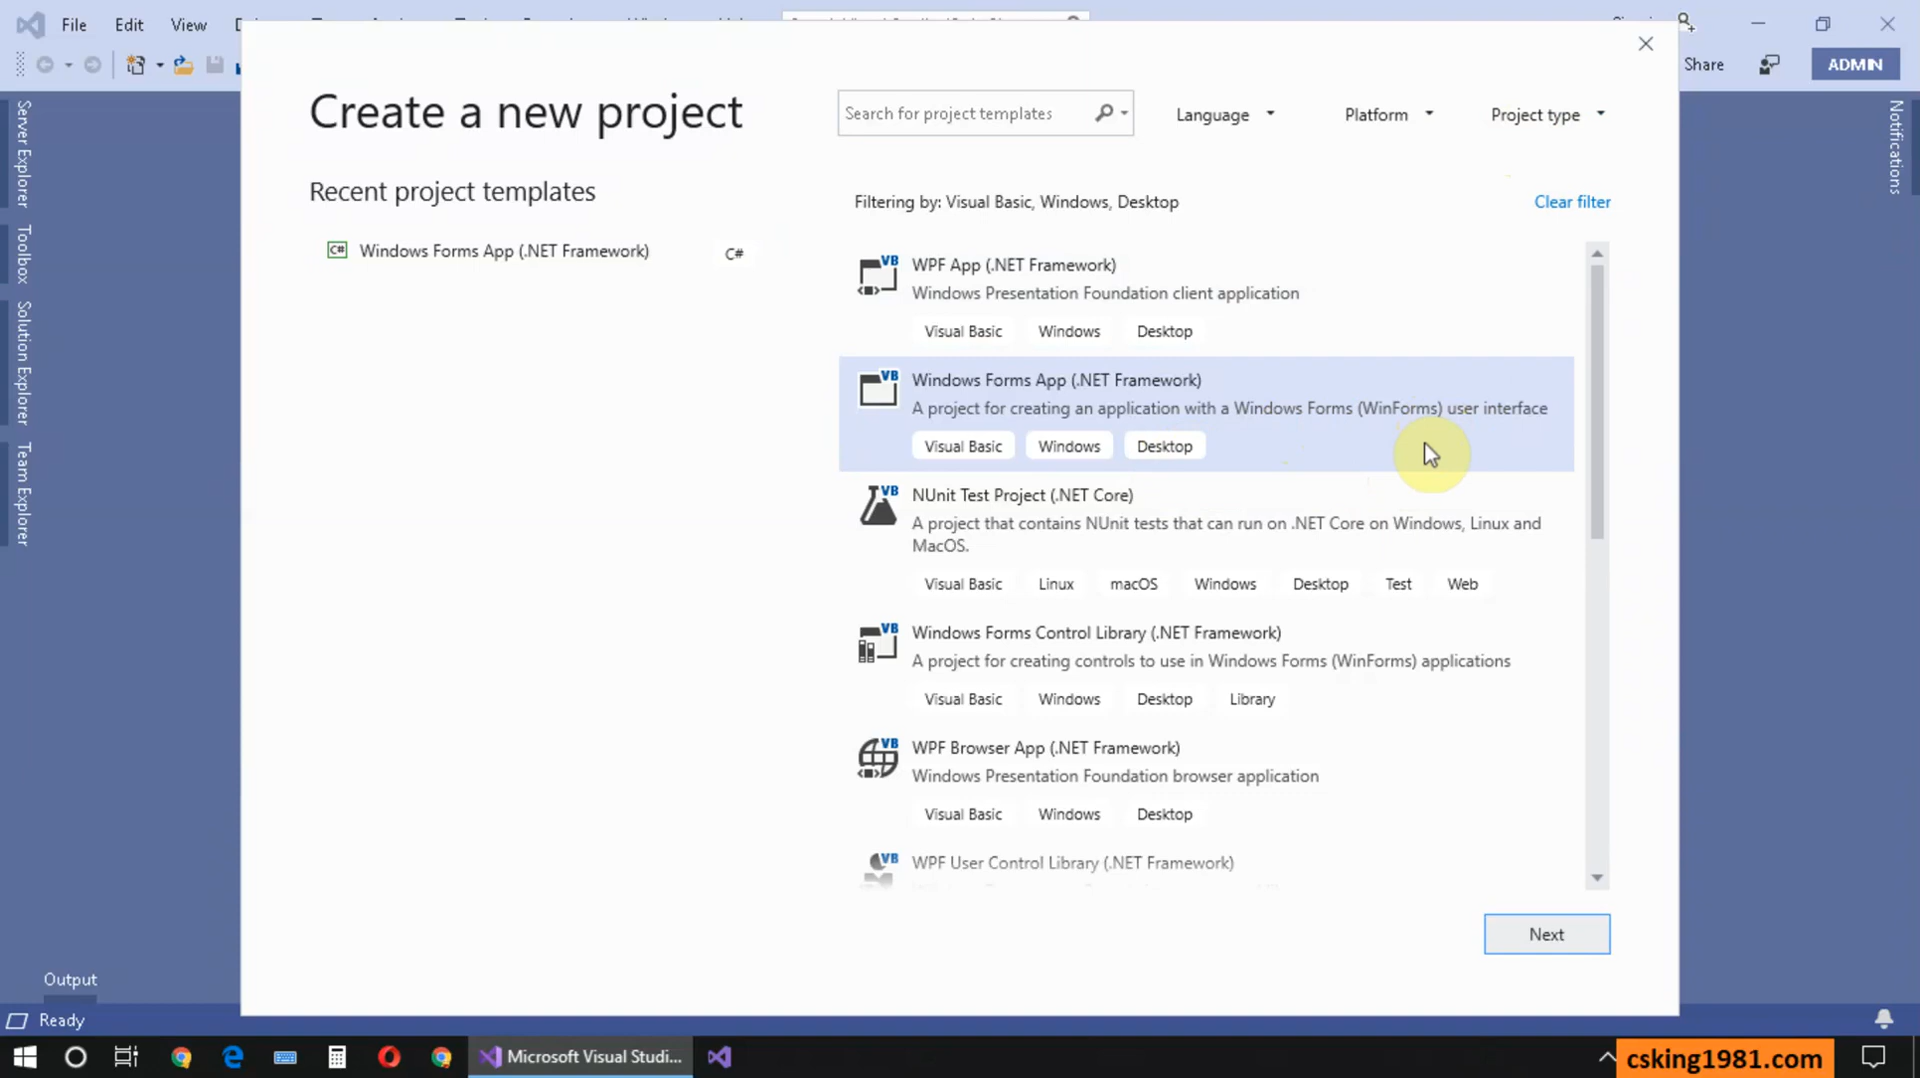 File Edit View
Share ADMIN
Server Explorer
Toolbox
Solution Explorer
Team Explorer
Notifications
Create a new project
Search for project templates
Language Platform Project type
Recent project templates
Filtering by: Visual Basic, Windows, Desktop Clear filter
C# Windows Forms App (.NET Framework) C#
VB WPF App (.NET Framework)
Windows Presentation Foundation client application
Visual Basic Windows Desktop
VB Windows Forms App (.NET Framework)
A project for creating an application with a Windows Forms (WinForms) user interface
Visual Basic Windows Desktop
VB NUnit Test Project (.NET Core)
A project that contains NUnit tests that can run on .NET Core on Windows, Linux and
MacOS.
Visual Basic Linux macOS Windows Desktop Test Web
VB Windows Forms Control Library (.NET Framework)
A project for creating controls to use in Windows Forms (WinForms) applications
Visual Basic Windows Desktop Library
VB WPF Browser App (.NET Framework)
Windows Presentation Foundation browser application
Visual Basic Windows Desktop
VB WPF User Control Library (.NET Framework)
Next
Output
Ready
Microsoft Visual Studi...
csking1981.com